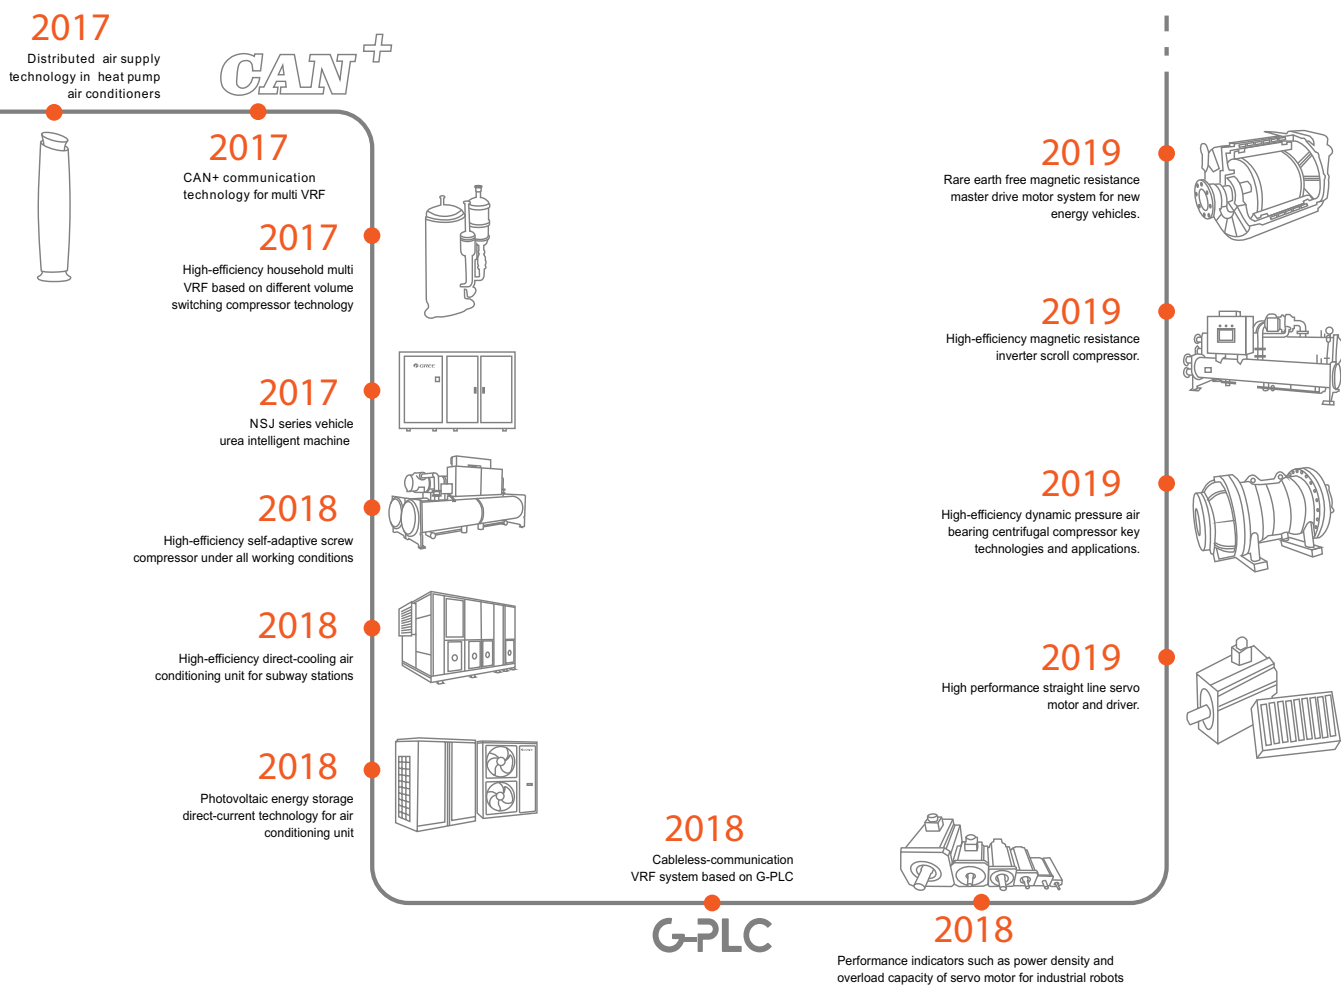 2017
Distributed air supply
technology in heat pump
air conditioners
CAN+
2017
CAN+ communication
technology for multi VRF
2017
High-efficiency household multi
VRF based on different volume
switching compressor technology
GREE
2017
NSJ series vehicle
urea intelligent machine
2018
High-efficiency self-adaptive screw
compressor under all working conditions
2018
High-efficiency direct-cooling air
conditioning unit for subway stations
2018
Photovoltaic energy storage
direct-current technology for air
conditioning unit
2018
Cableless-communication
VRF system based on G-PLC
G-PLC
2018
Performance indicators such as power density and
overload capacity of servo motor for industrial robots
2019
High performance straight line servo
motor and driver.
2019
High-efficiency dynamic pressure air
bearing centrifugal compressor key
technologies and applications.
2019
High-efficiency magnetic resistance
inverter scroll compressor.
2019
Rare earth free magnetic resistance
master drive motor system for new
energy vehicles.